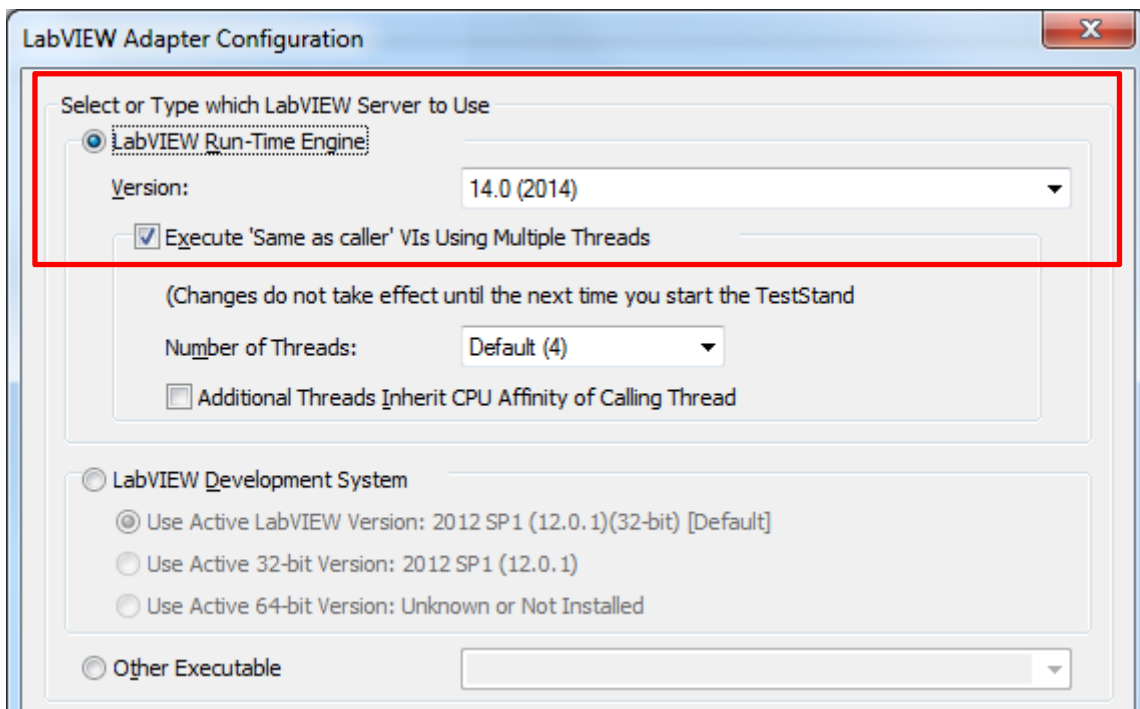 LabVIEW Adapter Configuration
Select or Type which LabVIEW Server to Use
LabVIEW Run-Time Engine
Version: 14.0 (2014)
Execute 'Same as caller' VIs Using Multiple Threads
(Changes do not take effect until the next time you start the TestStand
Number of Threads: Default (4)
Additional Threads Inherit CPU Affinity of Calling Thread
LabVIEW Development System
Use Active LabVIEW Version: 2012 SP1 (12.0.1)(32-bit) [Default]
Use Active 32-bit Version: 2012 SP1 (12.0.1)
Use Active 64-bit Version: Unknown or Not Installed
Other Executable